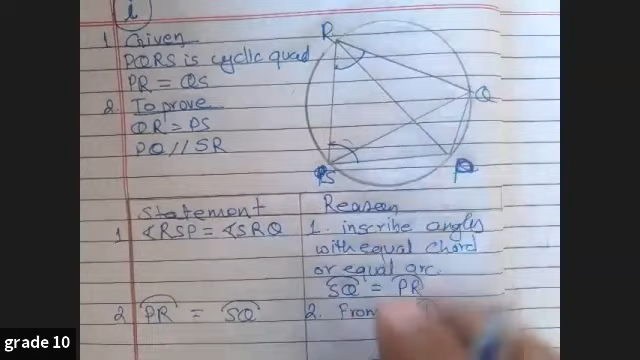 i
1 Given
PQRS is cyclic quad
PR = QS
2. To prove
QR = PS
PQ // SR
R
Q
S
P
Statement Reason
1 ∢RSP = ∢SRQ 1. inscribe angles
with equal chord
or equal arc.
SQ = PR
2 PR = SQ 2. From
grade 10